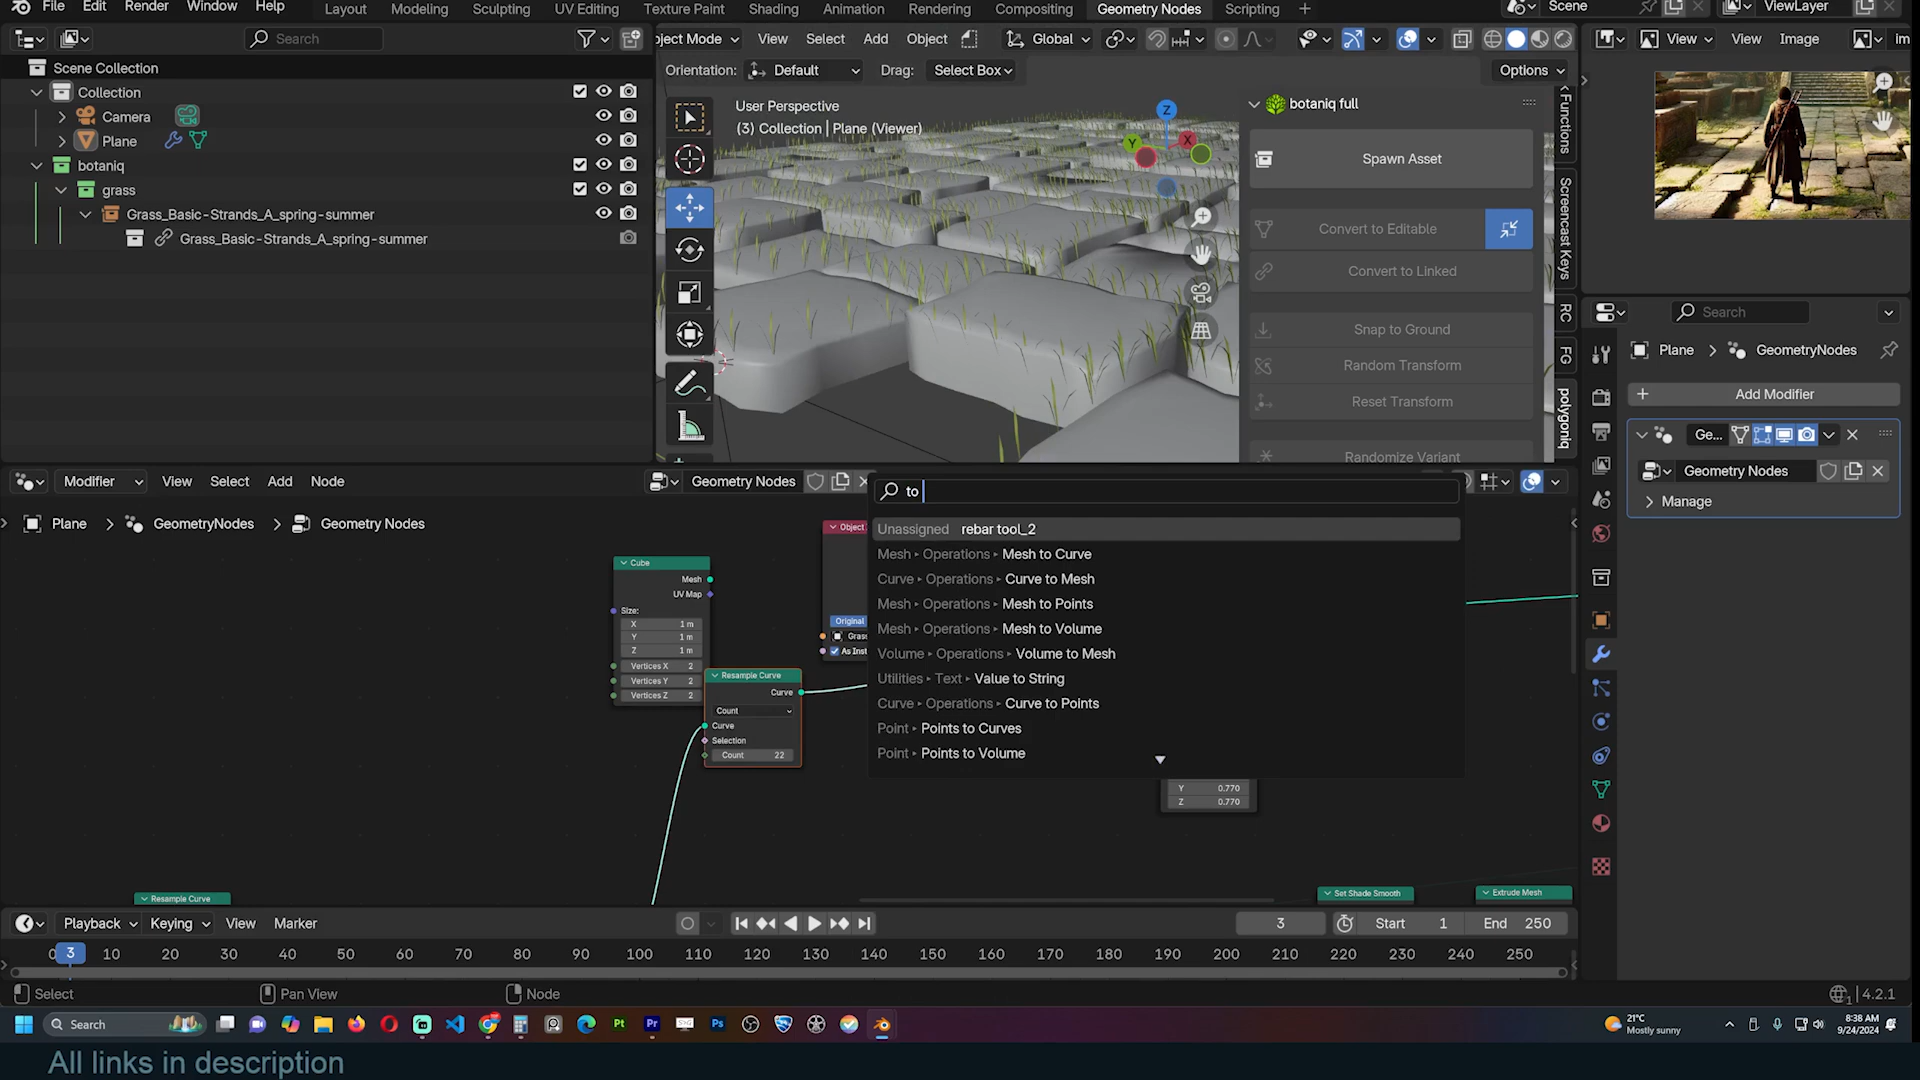 File Edit Render Window Help
Layout Modeling Sculpting UV Editing Texture Paint Shading Animation Rendering Compositing Geometry Nodes Scripting
Scene
ViewLayer
Search
ject Mode View Select Add Object
Global
View View Image
Im
Orientation: Default Drag: Select Box
Options
Scene Collection
Collection
Camera
Plane
botaniq
grass
Grass_Basic-Strands_A_spring-summer
Grass_Basic-Strands_A_spring-summer
User Perspective
(3) Collection | Plane (Viewer)
Z
Y
X
botaniq full
Spawn Asset
Convert to Editable
Convert to Linked
Snap to Ground
Random Transform
Reset Transform
Randomize Variant
Functions
Screencast Keys
RC
FG
polygoniq
Search
Plane GeometryNodes
Add Modifier
Ge...
Geometry Nodes
Manage
Modifier View Select Add Node
Geometry Nodes
Plane GeometryNodes Geometry Nodes
to
Unassigned rebar tool_2
Mesh Operations Mesh to Curve
Curve Operations Curve to Mesh
Mesh Operations Mesh to Points
Mesh Operations Mesh to Volume
Volume Operations Volume to Mesh
Utilities Text Value to String
Curve Operations Curve to Points
Point Points to Curves
Point Points to Volume
Cube
Mesh
UV Map
Size:
X 1 m
Y 1 m
Z 1 m
Vertices X 2
Vertices Y 2
Vertices Z 2
Object
Original
Grass
As Inst
Resample Curve
Curve
Count
Curve
Selection
Count 22
Y 0.770
Z 0.770
Resample Curve
Set Shade Smooth
Extrude Mesh
Playback Keying View Marker
3
Start 1
End 250
0 3 10 20 30 40 50 60 70 80 90 100 110 120 130 140 150 160 170 180 190 200 210 220 230 240 250
Select
Pan View
Node
4.2.1
Search
Pt
Pr
Ps
21°C
Mostly sunny
8:38 AM
9/24/2024
All links in description